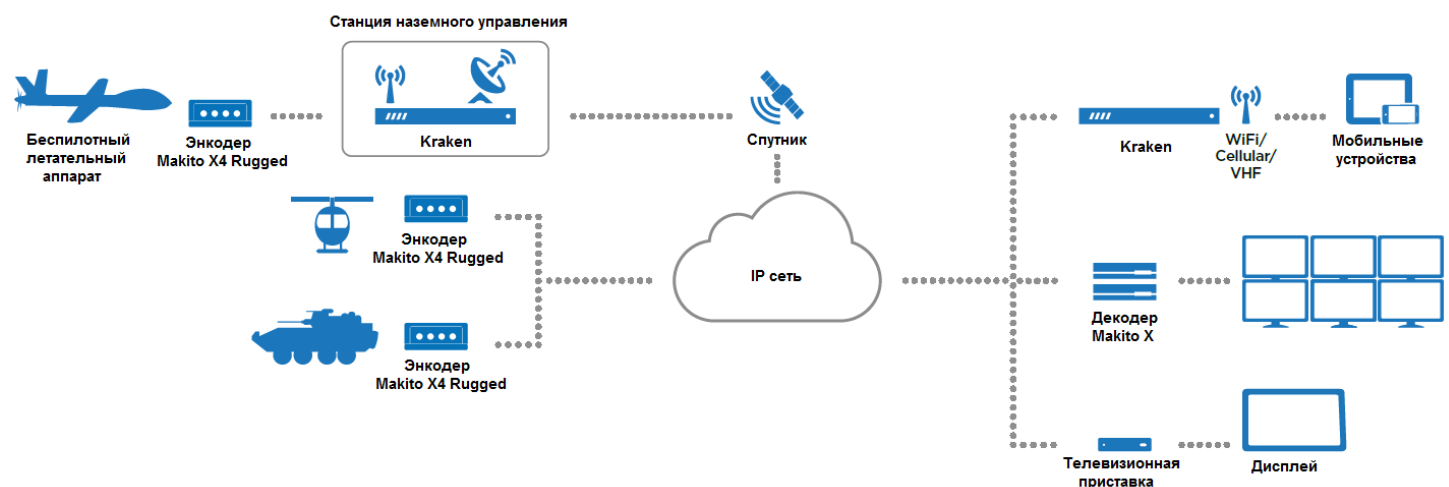 Станция наземного управления
Беспилотный
летательный
аппарат
Энкодер
Makito X4 Rugged
Kraken
Спутник
Kraken
WiFi/
Cellular/
VHF
Мобильные
устройства
Энкодер
Makito X4 Rugged
IP сеть
Декодер
Makito X
Энкодер
Makito X4 Rugged
Телевизионная
приставка
Дисплей